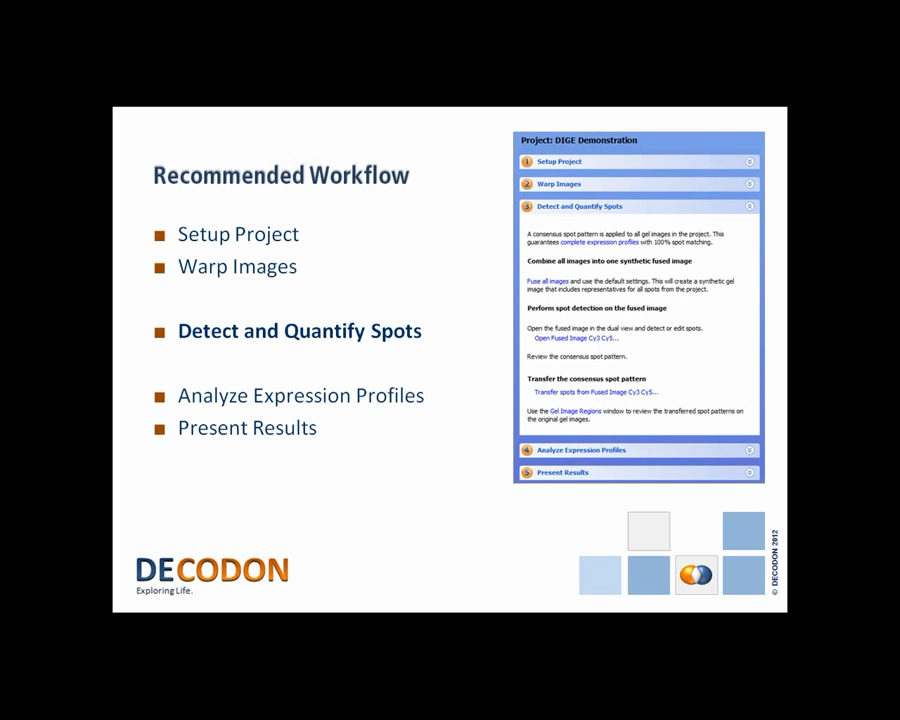 Recommended Workflow
Setup Project
Warp Images
Detect and Quantify Spots
Analyze Expression Profiles
Present Results
Project: DIGE Demonstration
1 Setup Project
2 Warp Images
3 Detect and Quantify Spots
A consensus spot pattern is applied to all gel images in the project. This
guarantees complete expression profiles with 100% spot matching.
Combine all images into one synthetic fused image
Fuse all images and use the default settings. This will create a synthetic gel
image that includes representatives for all spots from the project.
Perform spot detection on the fused image
Open the fused image in the dual view and detect or edit spots.
Open Fused Image Cy3 Cy5...
Review the consensus spot pattern.
Transfer the consensus spot pattern
Transfer spots from Fused Image Cy3 Cy5...
Use the Gel Image Regions window to review the transferred spot patterns on
the original gel images.
4 Analyze Expression Profiles
5 Present Results
DECODON
Exploring Life.
© DECODON 2012